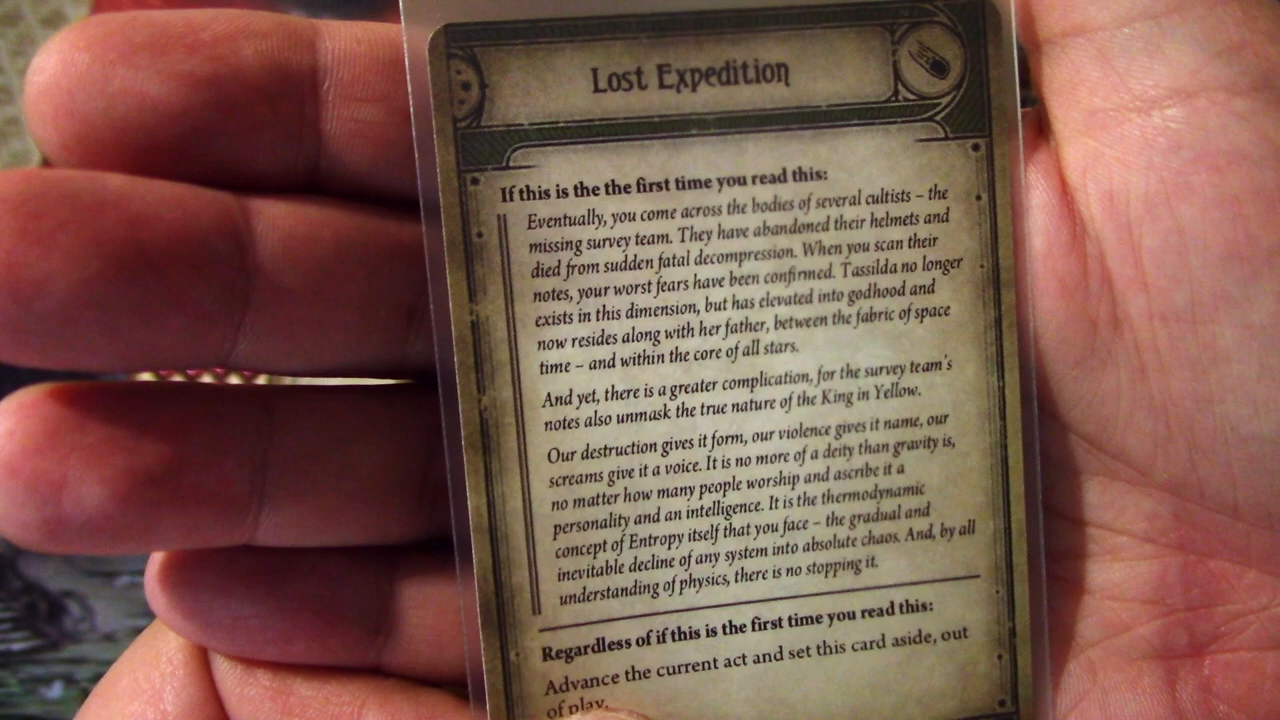 Lost Expedition
If this is the the first time you read this:
Eventually, you come across the bodies of several cultists – the
missing survey team. They have abandoned their helmets and
died from sudden fatal decompression. When you scan their
notes, your worst fears have been confirmed. Tassilda no longer
exists in this dimension, but has elevated into godhood and
now resides along with her father, between the fabric of space
time – and within the core of all stars.
And yet, there is a greater complication, for the survey team's
notes also unmask the true nature of the King in Yellow.
Our destruction gives it form, our violence gives it name, our
screams give it a voice. It is no more of a deity than gravity is,
no matter how many people worship and ascribe it a
personality and an intelligence. It is the thermodynamic
concept of Entropy itself that you face – the gradual and
inevitable decline of any system into absolute chaos. And, by all
understanding of physics, there is no stopping it.
Regardless of if this is the first time you read this:
Advance the current act and set this card aside, out
of play.